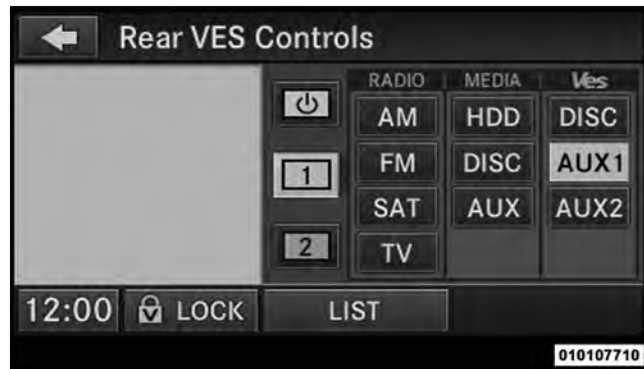 Rear VES Controls
RADIO MEDIA Ves
AM HDD DISC
1 FM DISC AUX1
SAT AUX AUX2
2 TV
12:00 LOCK LIST
010107710